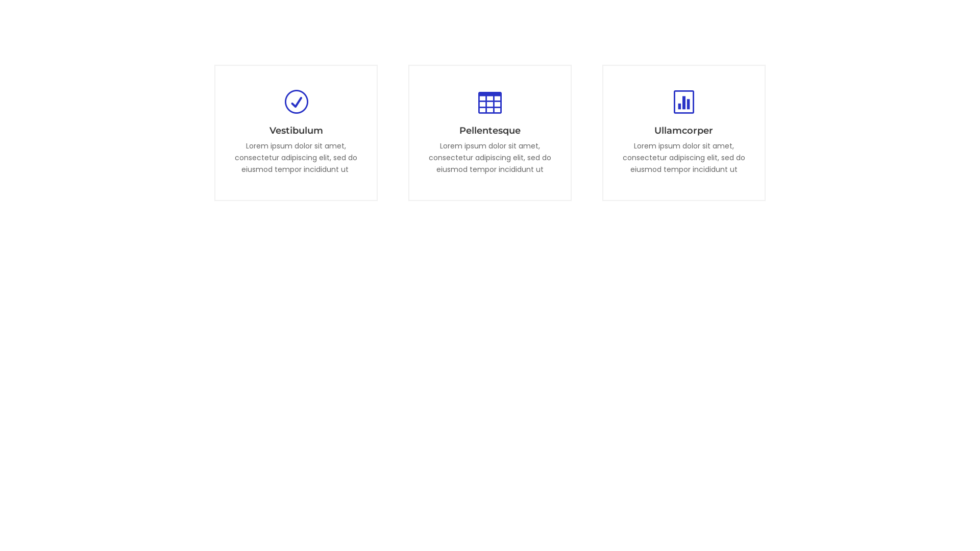 Vestibulum
Lorem ipsum dolor sit amet,
consectetur adipiscing elit, sed do
eiusmod tempor incididunt ut
Pellentesque
Lorem ipsum dolor sit amet,
consectetur adipiscing elit, sed do
eiusmod tempor incididunt ut
Ullamcorper
Lorem ipsum dolor sit amet,
consectetur adipiscing elit, sed do
eiusmod tempor incididunt ut